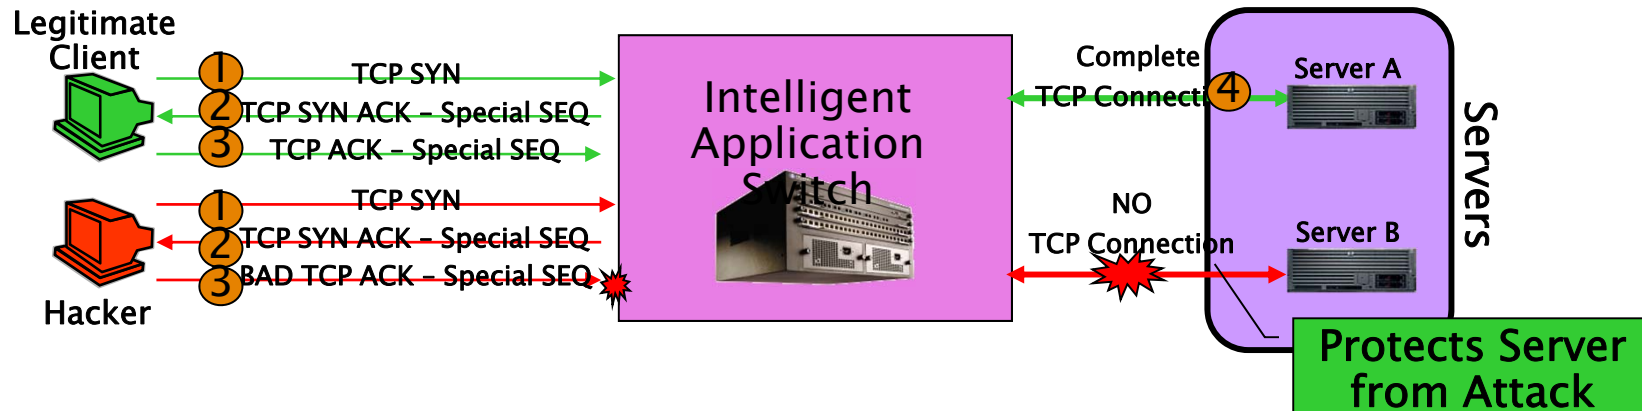 Legitimate
Client
1
TCP SYN
2
TCP SYN ACK – Special SEQ
3
TCP ACK – Special SEQ
1
TCP SYN
2
TCP SYN ACK – Special SEQ
3
BAD TCP ACK – Special SEQ
Hacker
Intelligent
Application
Switch
Complete
TCP Connecti
4
NO
TCP Connection
Server A
Server B
Servers
Protects Server
from Attack